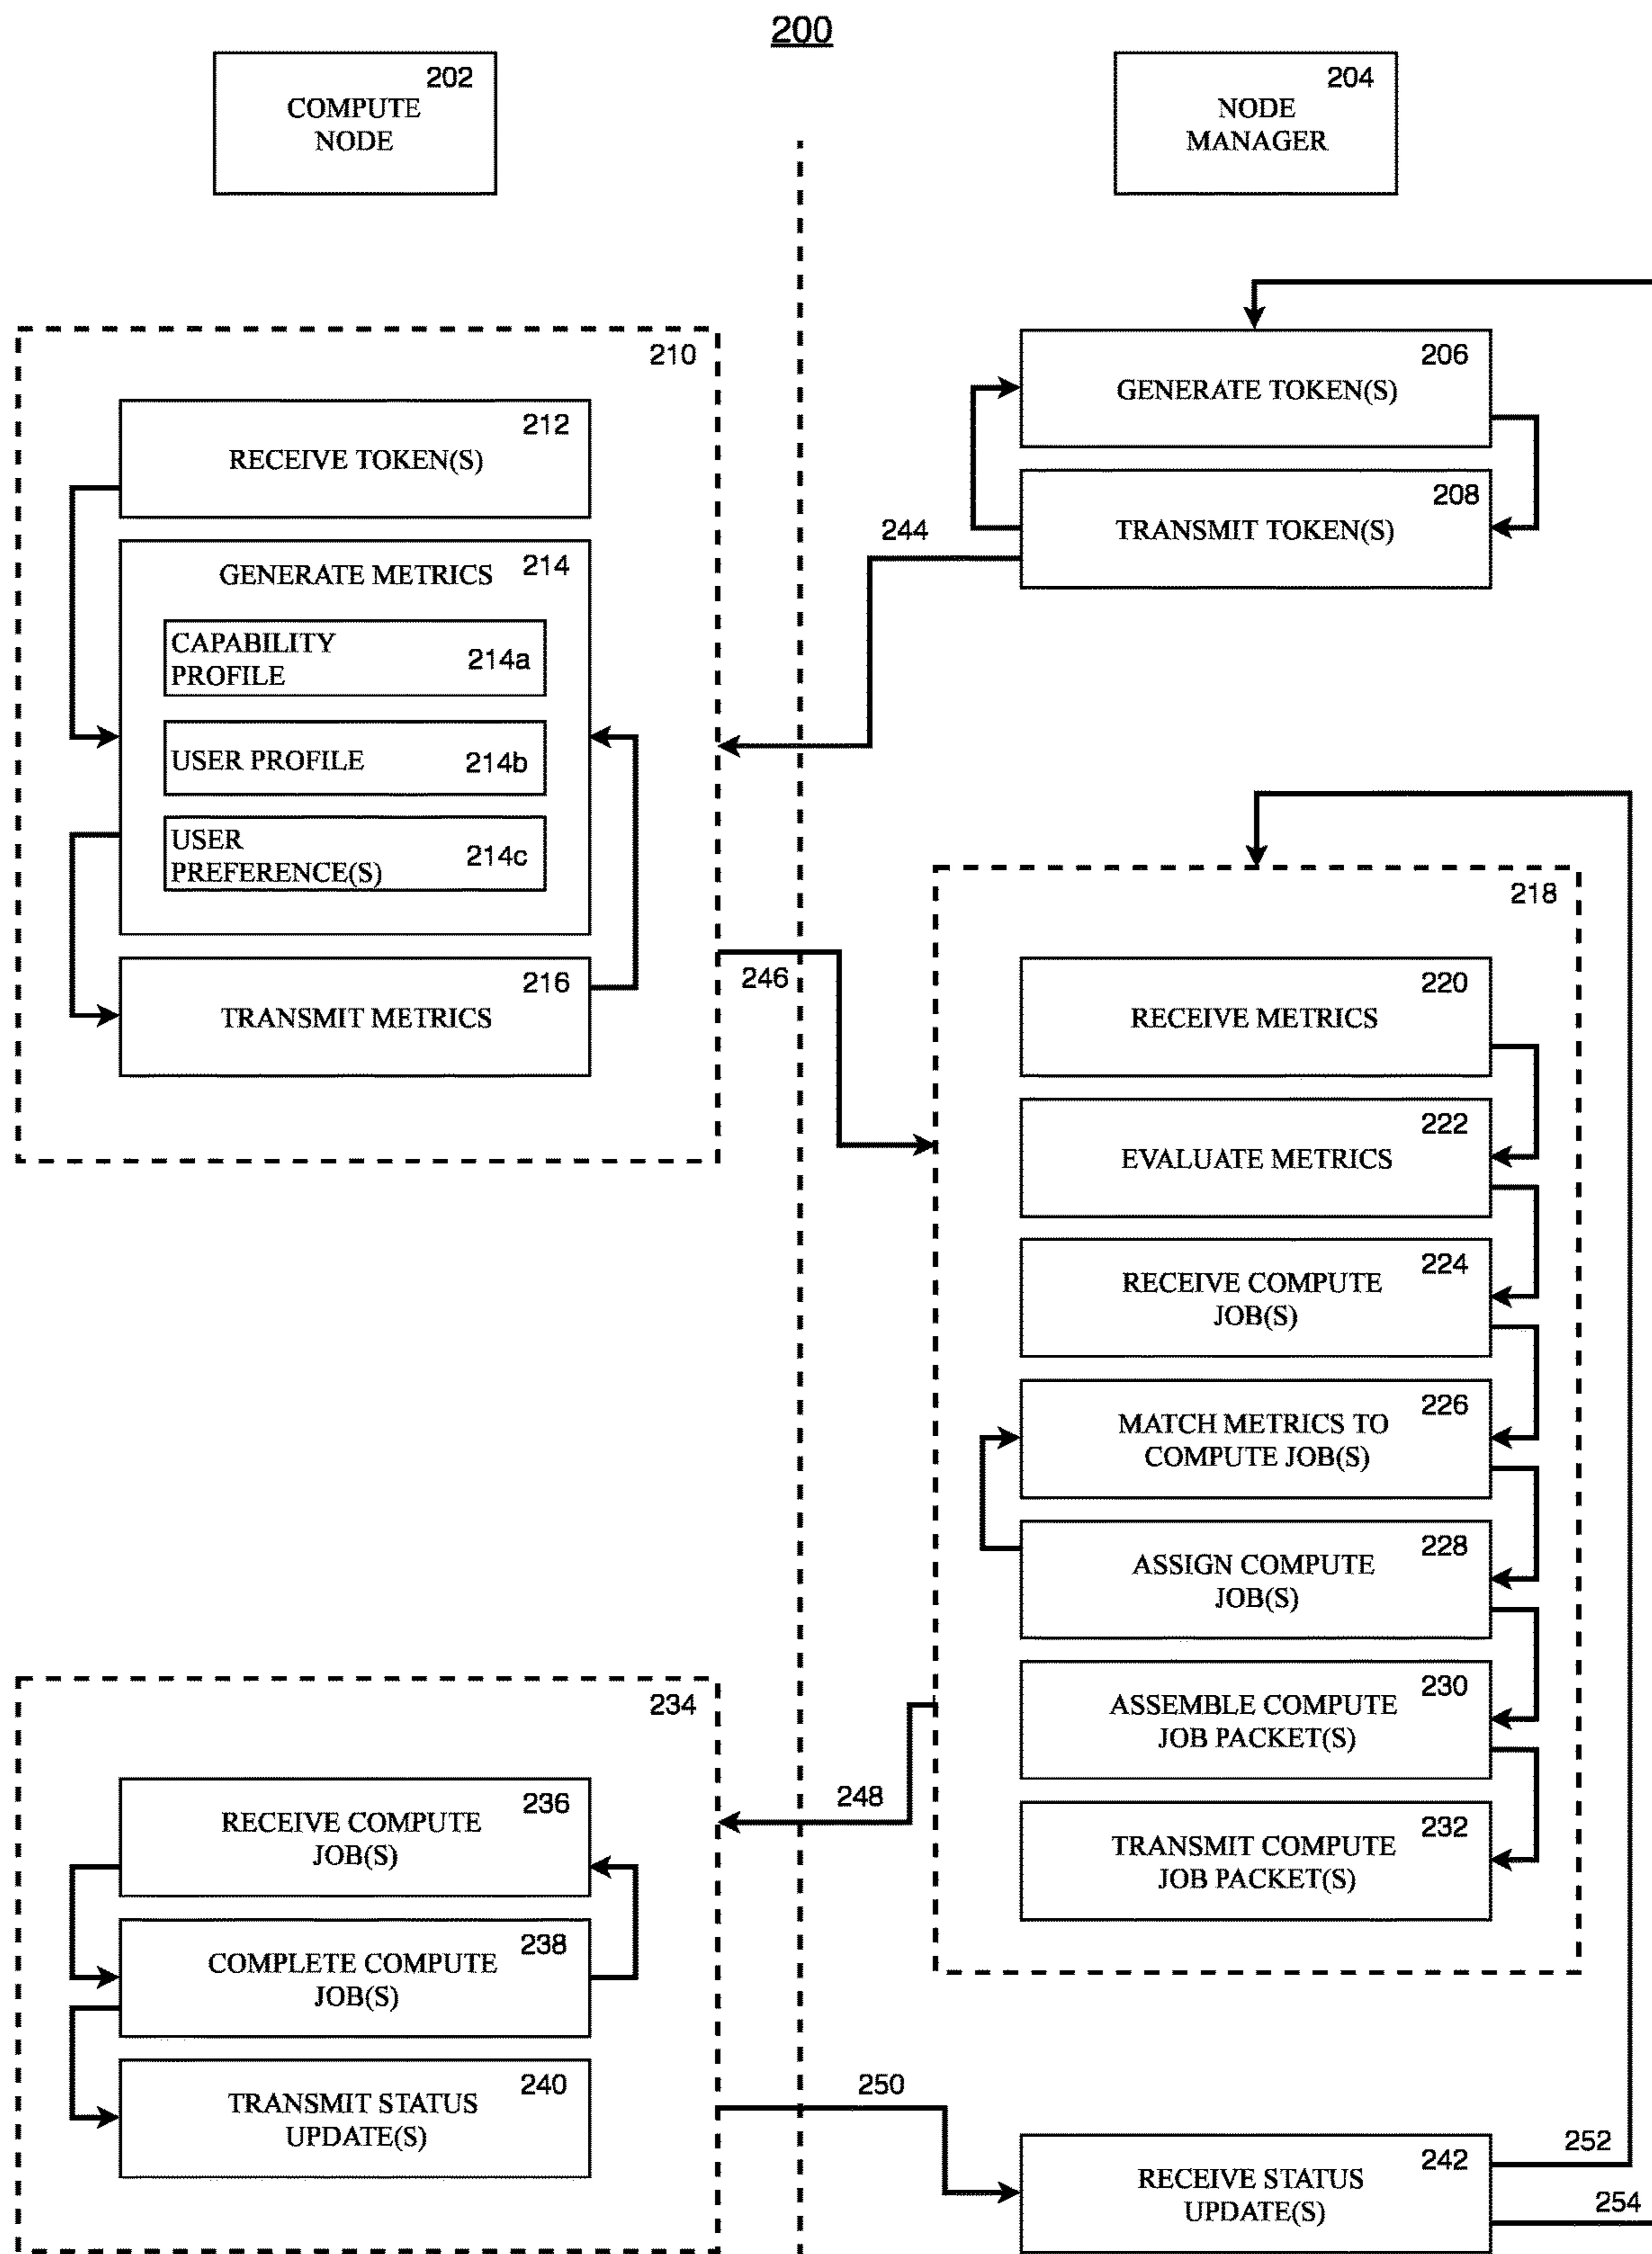 200
202
COMPUTE
NODE
204
NODE
MANAGER
210
212
RECEIVE TOKEN(S)
214
GENERATE METRICS
CAPABILITY
PROFILE
214a
USER PROFILE
214b
USER
PREFERENCE(S)
214c
216
TRANSMIT METRICS
206
GENERATE TOKEN(S)
208
TRANSMIT TOKEN(S)
244
246
218
220
RECEIVE METRICS
222
EVALUATE METRICS
224
RECEIVE COMPUTE
JOB(S)
226
MATCH METRICS TO
COMPUTE JOB(S)
228
ASSIGN COMPUTE
JOB(S)
230
ASSEMBLE COMPUTE
JOB PACKET(S)
232
TRANSMIT COMPUTE
JOB PACKET(S)
248
234
236
RECEIVE COMPUTE
JOB(S)
238
COMPLETE COMPUTE
JOB(S)
240
TRANSMIT STATUS
UPDATE(S)
250
242
RECEIVE STATUS
UPDATE(S)
252
254